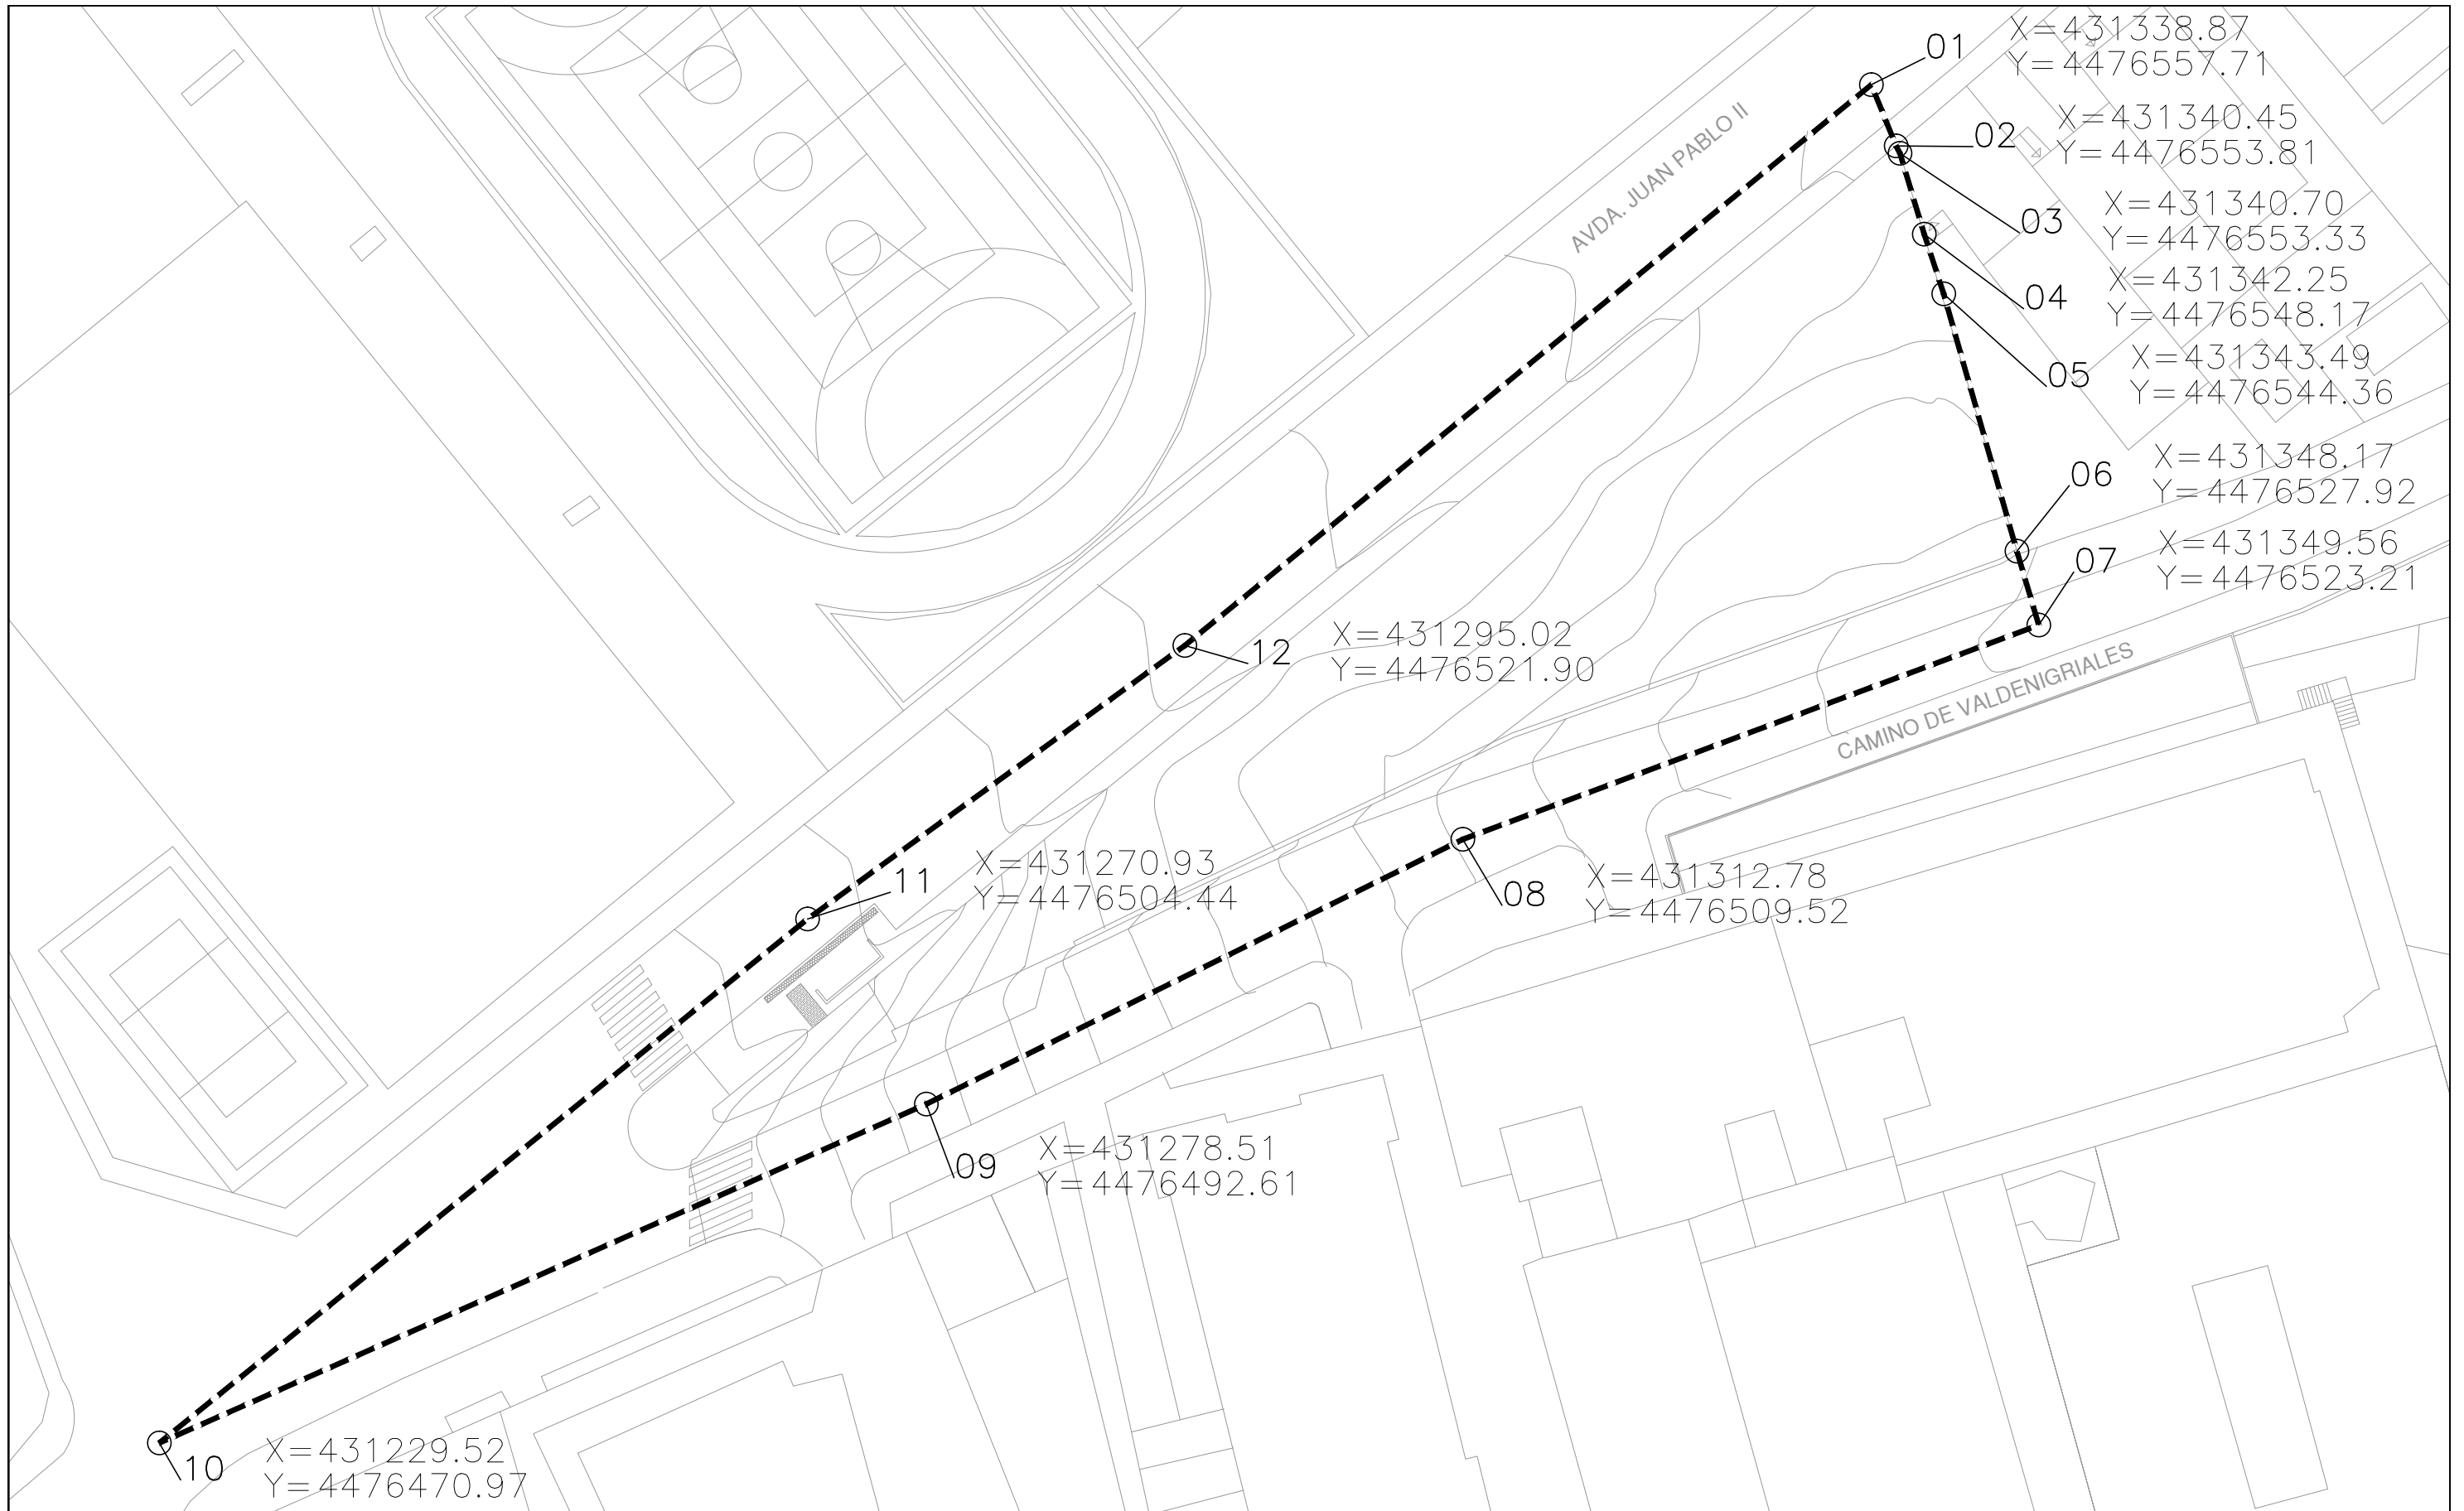 01
X=431338.87
Y=4476557.71
02
X=431340.45
Y=4476553.81
03
X=431340.70
Y=4476553.33
04
X=431342.25
Y=4476548.17
05
X=431343.49
Y=4476544.36
06
X=431348.17
Y=4476527.92
07
X=431349.56
Y=4476523.21
AVDA. JUAN PABLO II
12
X=431295.02
Y=4476521.90
CAMINO DE VALDENIGRIALES
11
X=431270.93
Y=4476504.44
08
X=431312.78
Y=4476509.52
09
X=431278.51
Y=4476492.61
10
X=431229.52
Y=4476470.97